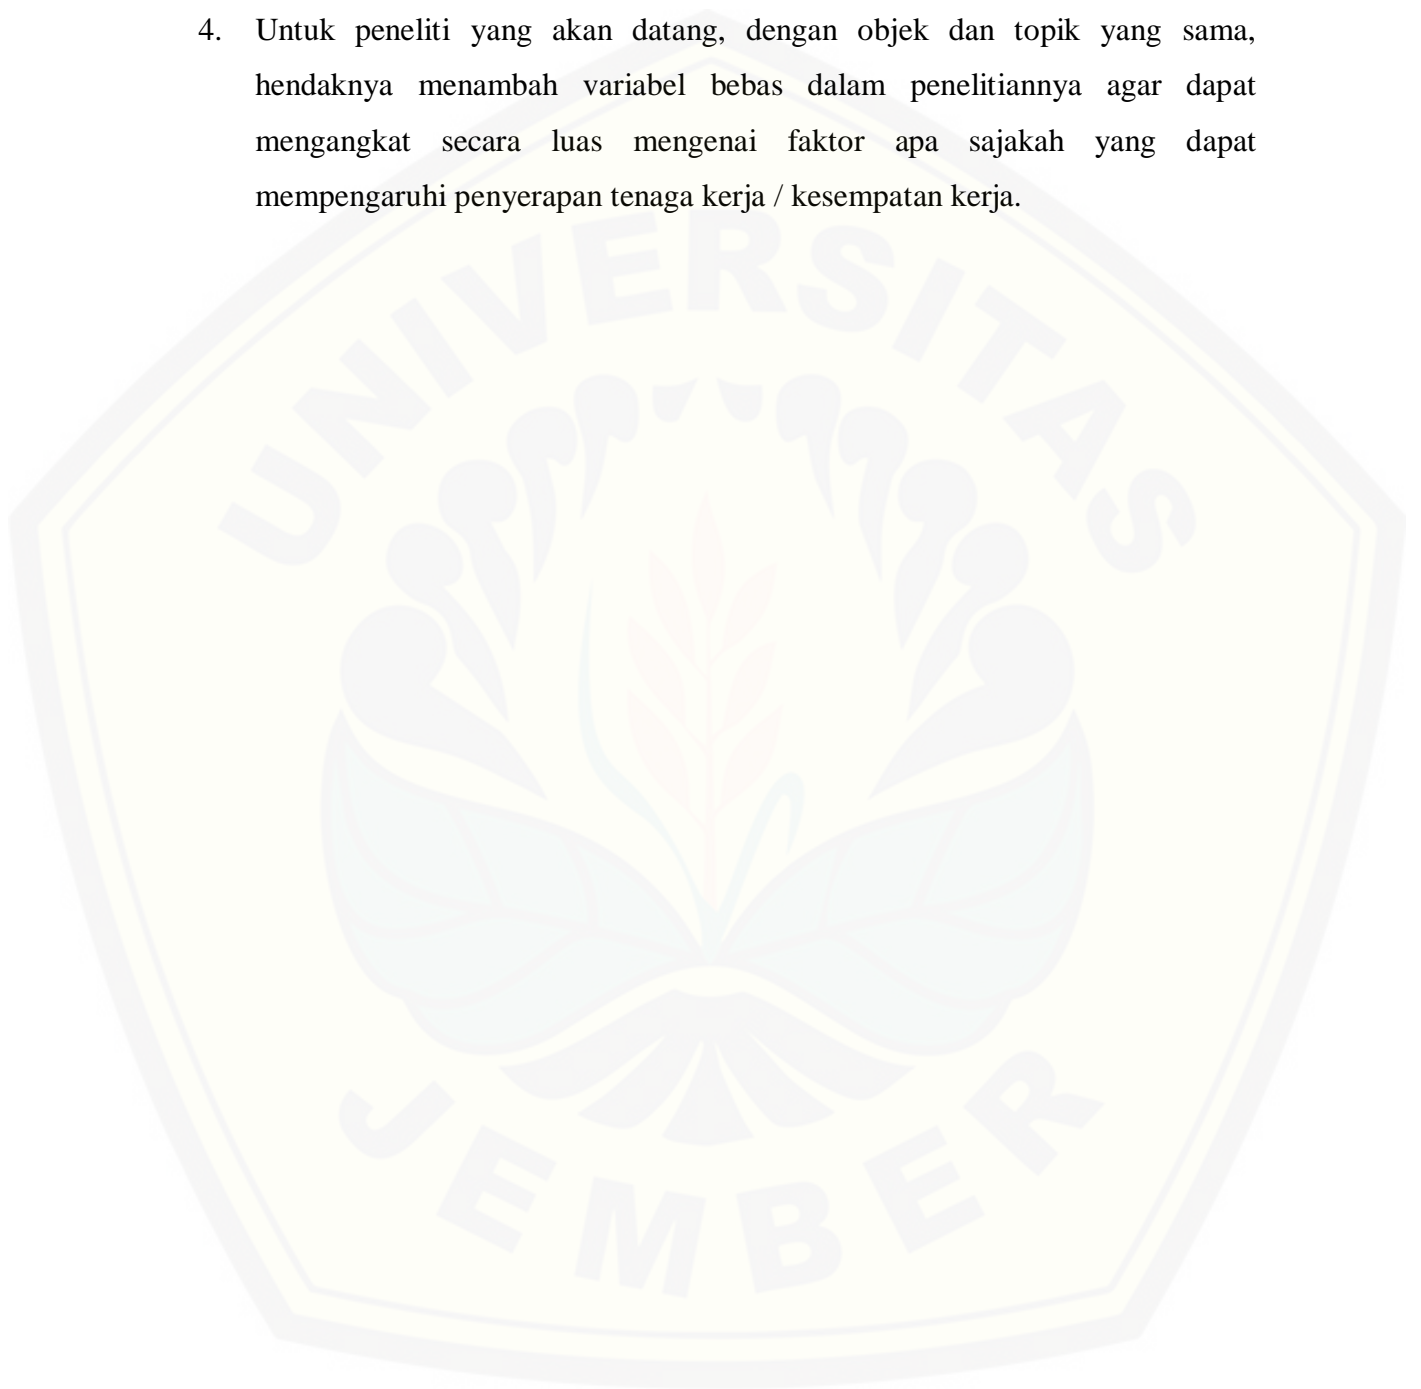 4. Untuk peneliti yang akan datang, dengan objek dan topik yang sama,
hendaknya menambah variabel bebas dalam penelitiannya agar dapat
mengangkat secara luas mengenai faktor apa sajakah yang dapat
mempengaruhi penyerapan tenaga kerja / kesempatan kerja.
UNIVERSITAS
JEMBER